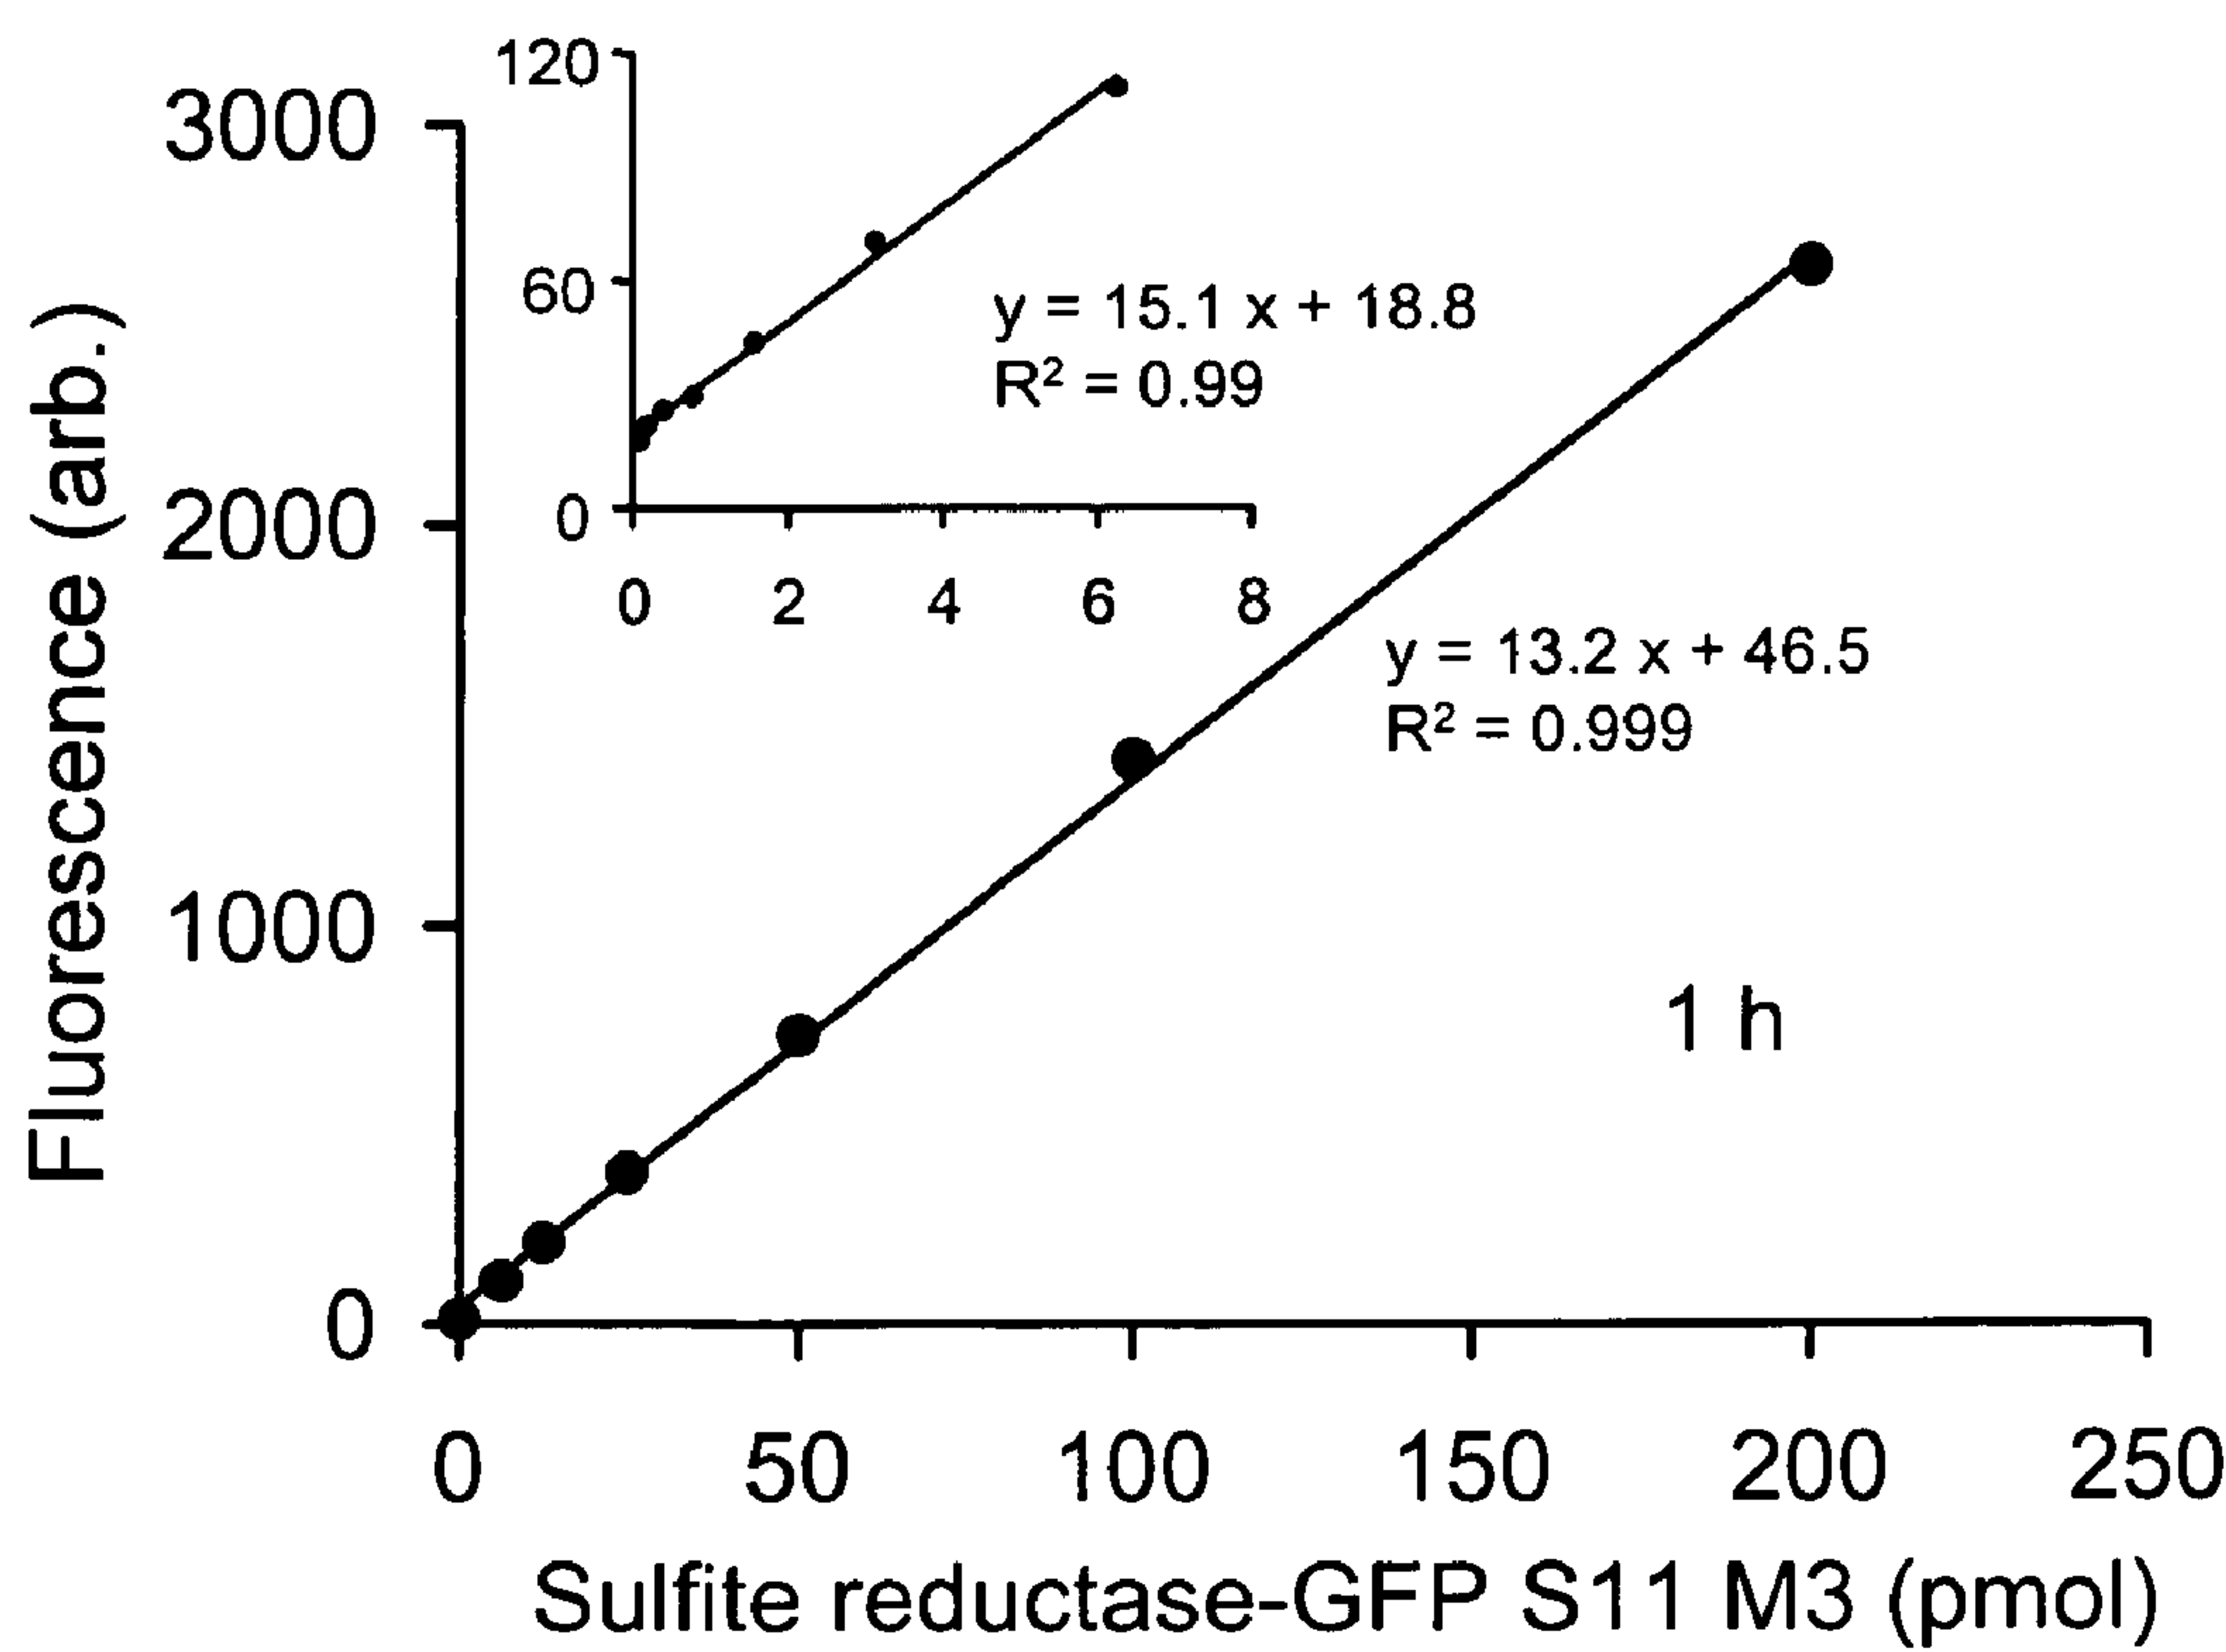 Fluorescence (arb.)
3000
2000
1000
0
120
60
0
0 2 4 6 8
y = 15.1 x + 18.8
R² = 0.99
y = 13.2 x + 46.5
R² = 0.999
1 h
0 50 100 150 200 250
Sulfite reductase-GFP S11 M3 (pmol)